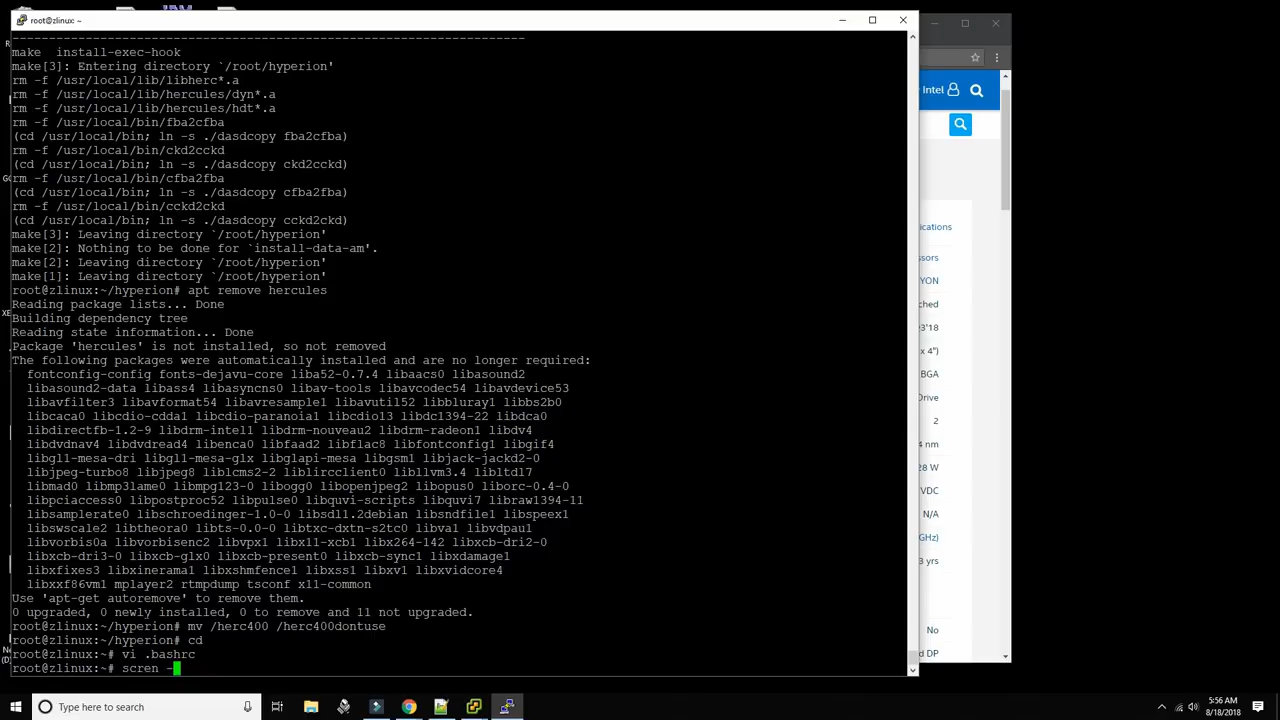 root@zlinux: ~
--------------------------------------------------------------------
make  install-exec-hook
make[3]: Entering directory `/root/hyperion'
rm -f /usr/local/lib/libherc*.a
rm -f /usr/local/lib/hercules/dyn*.a
rm -f /usr/local/lib/hercules/hdt*.a
rm -f /usr/local/bin/fba2cfba
(cd /usr/local/bin; ln -s ./dasdcopy fba2cfba)
rm -f /usr/local/bin/ckd2cckd
(cd /usr/local/bin; ln -s ./dasdcopy ckd2cckd)
rm -f /usr/local/bin/cfba2fba
(cd /usr/local/bin; ln -s ./dasdcopy cfba2fba)
rm -f /usr/local/bin/cckd2ckd
(cd /usr/local/bin; ln -s ./dasdcopy cckd2ckd)
make[3]: Leaving directory `/root/hyperion'
make[2]: Nothing to be done for `install-data-am'.
make[2]: Leaving directory `/root/hyperion'
make[1]: Leaving directory `/root/hyperion'
root@zlinux:~/hyperion# apt remove hercules
Reading package lists... Done
Building dependency tree
Reading state information... Done
Package 'hercules' is not installed, so not removed
The following packages were automatically installed and are no longer required:
  fontconfig-config fonts-dejavu-core liba52-0.7.4 libaacs0 libasound2
  libasound2-data libass4 libasyncns0 libav-tools libavcodec54 libavdevice53
  libavfilter3 libavformat54 libavresample1 libavutil52 libbluray1 libbs2b0
  libcaca0 libcdio-cdda1 libcdio-paranoia1 libcdio13 libdc1394-22 libdca0
  libdirectfb-1.2-9 libdrm-intel1 libdrm-nouveau2 libdrm-radeon1 libdv4
  libdvdnav4 libdvdread4 libenca0 libfaad2 libflac8 libfontconfig1 libgif4
  libgl1-mesa-dri libgl1-mesa-glx libglapi-mesa libgsm1 libjack-jackd2-0
  libjpeg-turbo8 libjpeg8 liblcms2-2 liblircclient0 libllvm3.4 libltdl7
  libmad0 libmp3lame0 libmpg123-0 libogg0 libopenjpeg2 libopus0 liborc-0.4-0
  libpciaccess0 libpostproc52 libpulse0 libquvi-scripts libquvi7 libraw1394-11
  libsamplerate0 libschroedinger-1.0-0 libsdl1.2debian libsndfile1 libspeex1
  libswscale2 libtheora0 libts-0.0-0 libtxc-dxtn-s2tc0 libva1 libvdpau1
  libvorbis0a libvorbisenc2 libvpx1 libx11-xcb1 libx264-142 libxcb-dri2-0
  libxcb-dri3-0 libxcb-glx0 libxcb-present0 libxcb-sync1 libxdamage1
  libxfixes3 libxinerama1 libxshmfence1 libxss1 libxv1 libxvidcore4
  libxxf86vm1 mplayer2 rtmpdump tsconf x11-common
Use 'apt-get autoremove' to remove them.
0 upgraded, 0 newly installed, 0 to remove and 11 not upgraded.
root@zlinux:~/hyperion# mv /herc400 /herc400dontuse
root@zlinux:~/hyperion# cd
root@zlinux:~# vi .bashrc
root@zlinux:~# scren -
Intel
ications
ssors
YON
ched
3'18
x 4")
BGA
Drive
2
4 nm
28 W
VDC
N/A
GHz)
3 yrs
No
d DP
Type here to search
5:56 AM
8/18/2018